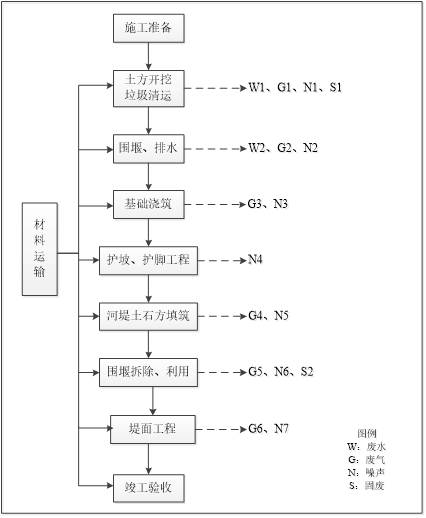 施工准备
土方开挖
垃圾清运
W1、G1、N1、S1
围堰、排水
W2、G2、N2
基础浇筑
G3、N3
材料运输
护坡、护脚工程
N4
河堤土石方填筑
G4、N5
围堰拆除、利用
G5、N6、S2
堤面工程
G6、N7
竣工验收
图例
W：废水
G：废气
N：噪声
S：固废